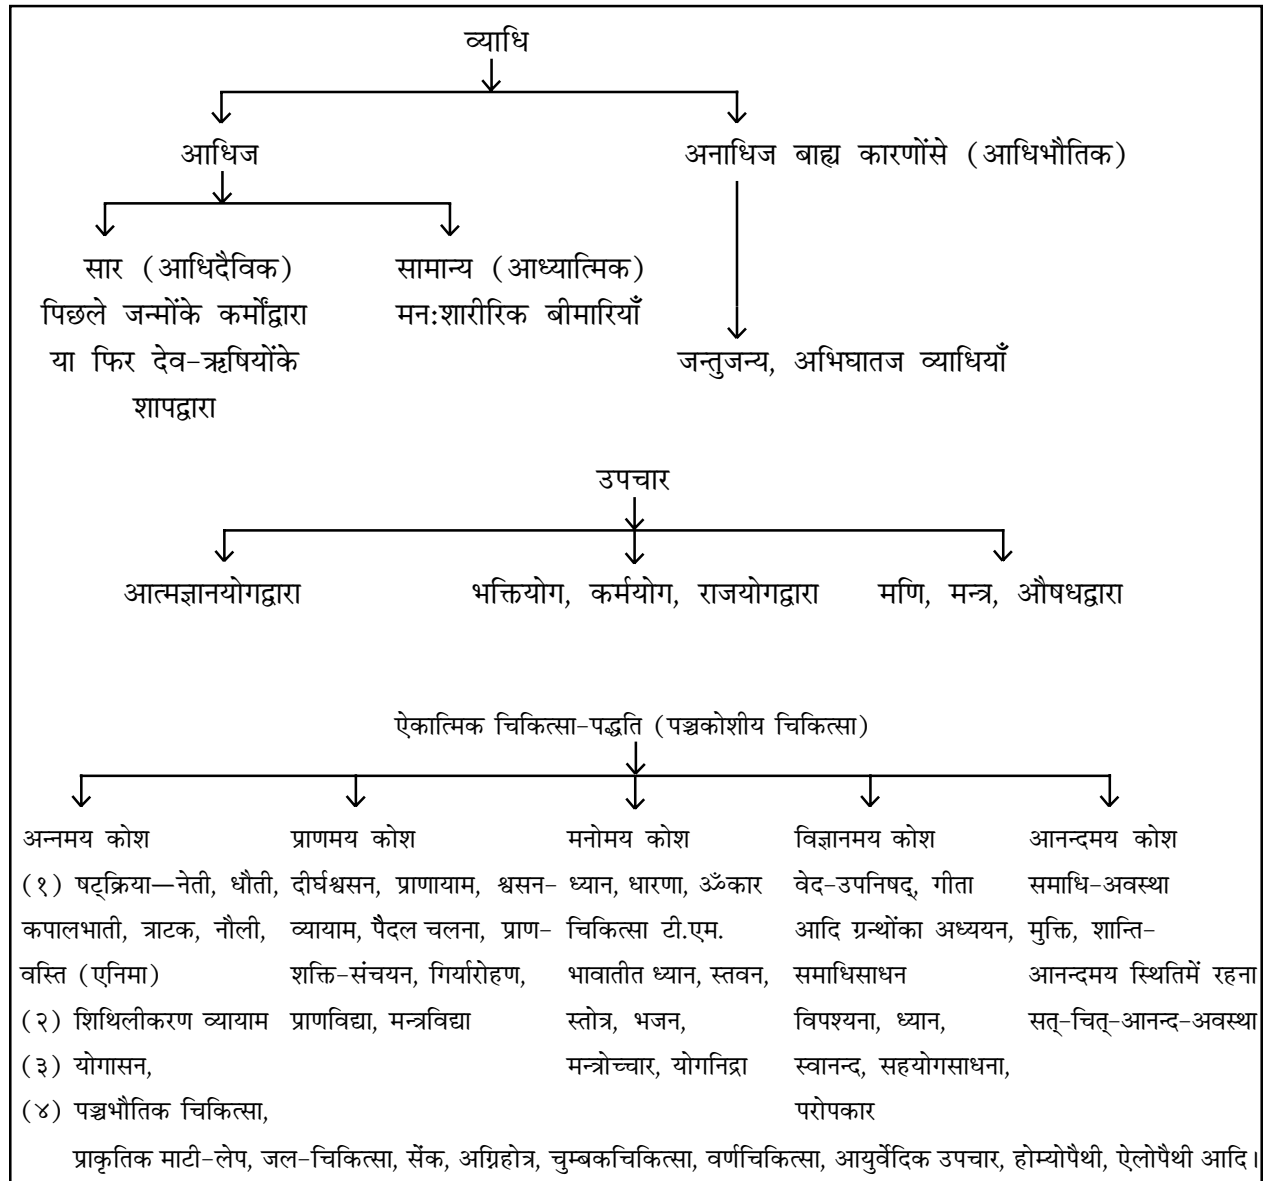 व्याधि
आधिज
अनाधिज बाह्य कारणोंसे (आधिभौतिक)
सार (आधिदैविक)
पिछले जन्मोंके कर्मोंद्वारा
या फिर देव-ऋषियोंके
शापद्वारा
सामान्य (आध्यात्मिक)
मन:शारीरिक बीमारियाँ
जन्तुजन्य, अभिघातज व्याधियाँ
उपचार
आत्मज्ञानयोगद्वारा
भक्तियोग, कर्मयोग, राजयोगद्वारा
मणि, मन्त्र, औषधद्वारा
ऐकात्मिक चिकित्सा-पद्धति (पञ्चकोशीय चिकित्सा)
अन्नमय कोश
(१) षट्क्रिया—नेती, धौती,
कपालभाती, त्राटक, नौली,
वस्ति (एनिमा)
(२) शिथिलीकरण व्यायाम
(३) योगासन,
(४) पञ्चभौतिक चिकित्सा,
प्राणमय कोश
दीर्घश्वसन, प्राणायाम, श्वसन-
व्यायाम, पैदल चलना, प्राण-
शक्ति-संचयन, गिर्यारोहण,
प्राणविद्या, मन्त्रविद्या
मनोमय कोश
ध्यान, धारणा, ॐकार
चिकित्सा टी.एम.
भावातीत ध्यान, स्तवन,
स्तोत्र, भजन,
मन्त्रोच्चार, योगनिद्रा
विज्ञानमय कोश
वेद-उपनिषद्, गीता
आदि ग्रन्थोंका अध्ययन,
समाधिसाधन
विपश्यना, ध्यान,
स्वानन्द, सहयोगसाधना,
परोपकार
आनन्दमय कोश
समाधि-अवस्था
मुक्ति, शान्ति-
आनन्दमय स्थितिमें रहना
सत्-चित्-आनन्द-अवस्था
प्राकृतिक माटी-लेप, जल-चिकित्सा, सेंक, अग्निहोत्र, चुम्बकचिकित्सा, वर्णचिकित्सा, आयुर्वेदिक उपचार, होम्योपैथी, ऐलोपैथी आदि।